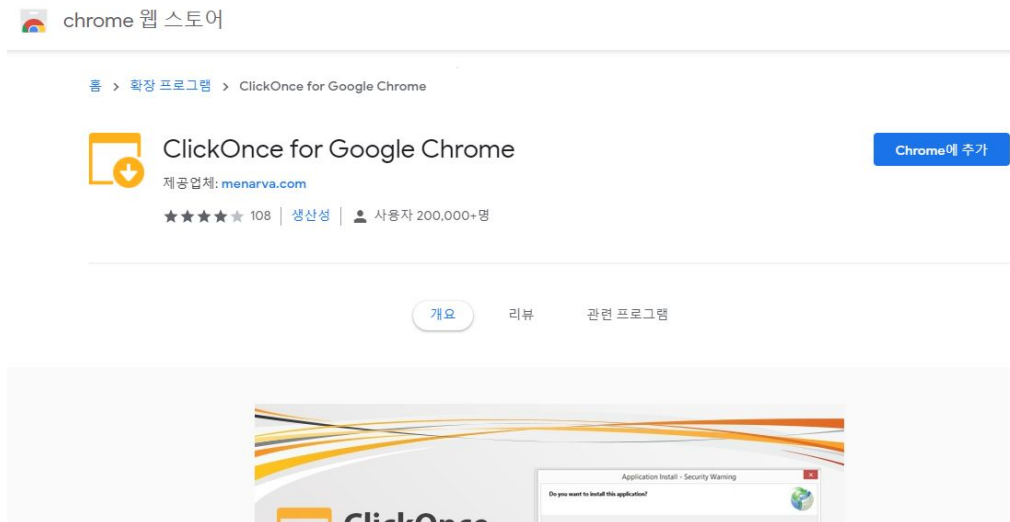 chrome 웹 스토어
홈 > 확장 프로그램 > ClickOnce for Google Chrome
ClickOnce for Google Chrome
Chrome에 추가
제공업체: menarva.com
108 | 생산성 | 사용자 200,000+명
개요 리뷰 관련 프로그램
Application Install - Security Warning
Do you want to install this application?
ClickOnce